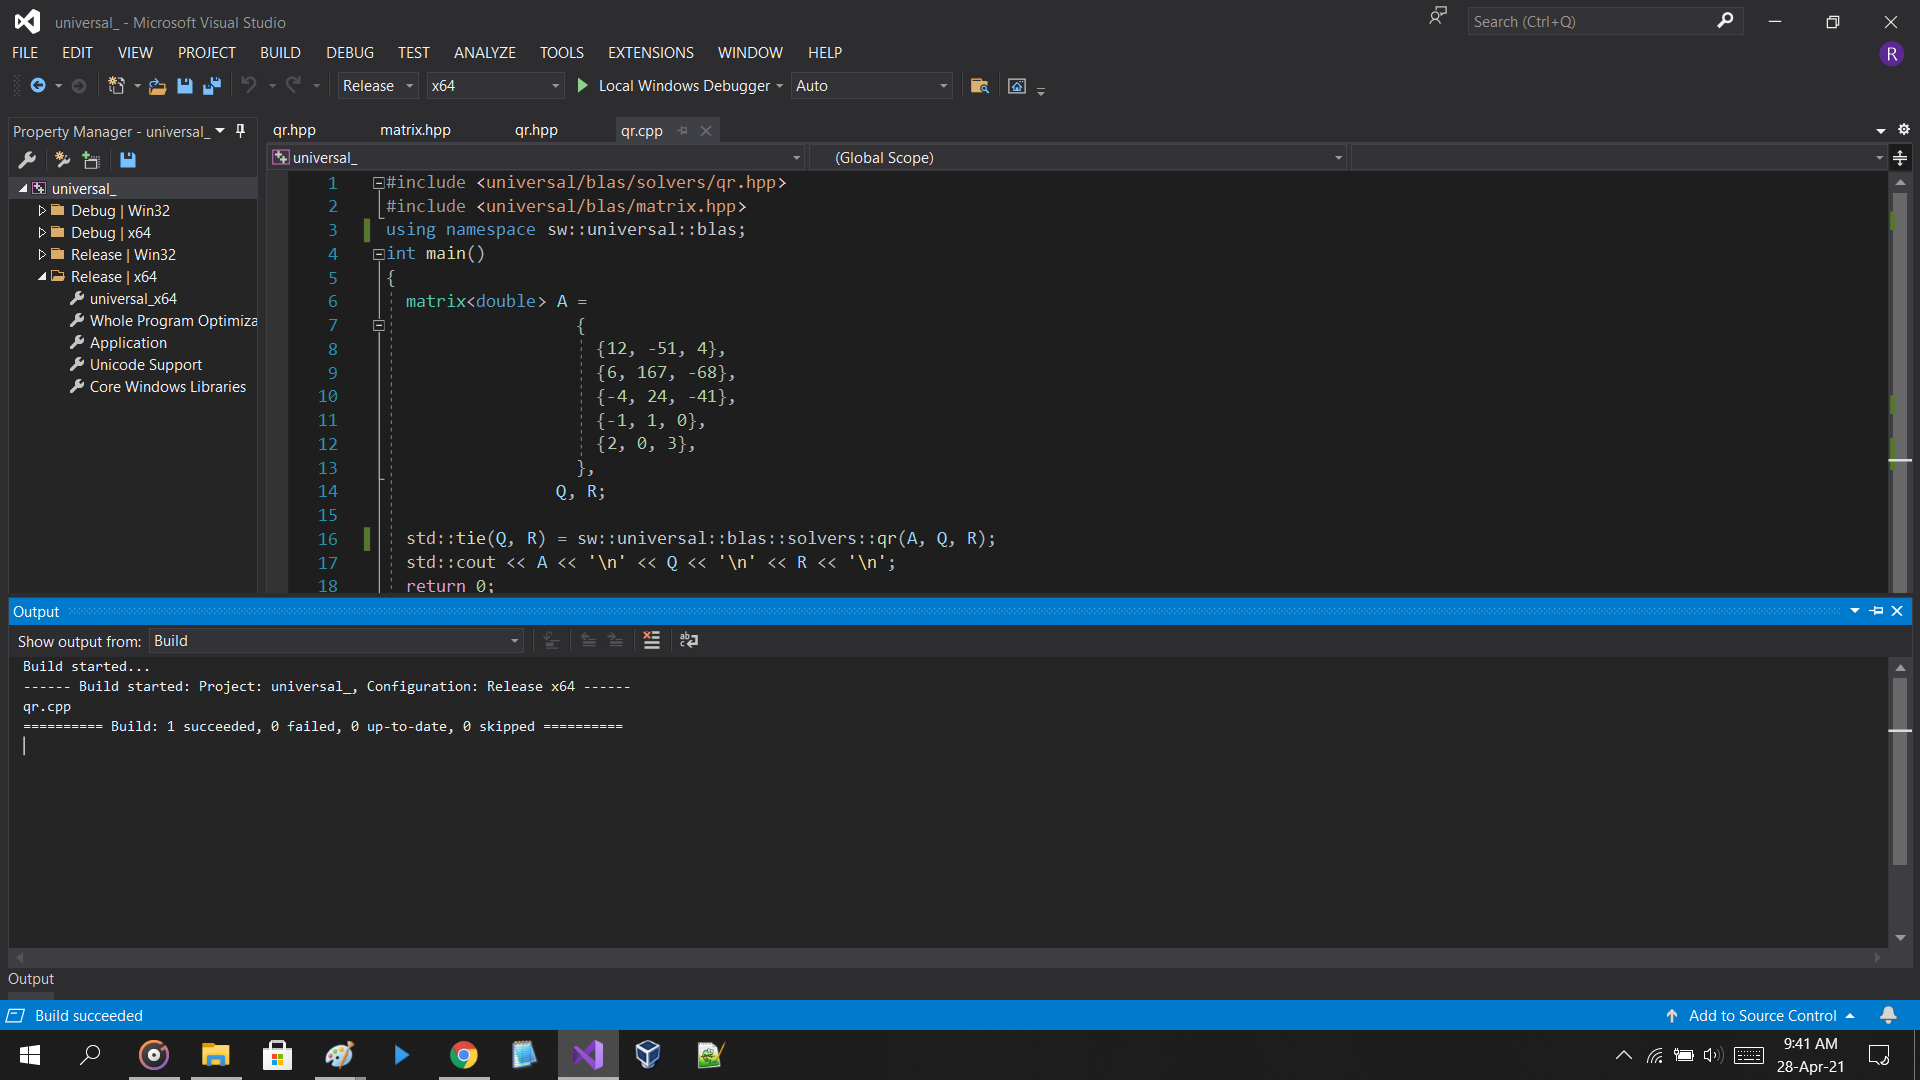 universal_ - Microsoft Visual Studio
Search (Ctrl+Q)
FILE EDIT VIEW PROJECT BUILD DEBUG TEST ANALYZE TOOLS EXTENSIONS WINDOW HELP
R
Release x64 Local Windows Debugger Auto
Property Manager - universal_
qr.hpp matrix.hpp qr.hpp qr.cpp
universal_ (Global Scope)
universal_
Debug | Win32
Debug | x64
Release | Win32
Release | x64
universal_x64
Whole Program Optimiza
Application
Unicode Support
Core Windows Libraries
1 #include <universal/blas/solvers/qr.hpp>
2 #include <universal/blas/matrix.hpp>
3 using namespace sw::universal::blas;
4 int main()
5 {
6 matrix<double> A =
7 {
8 {12, -51, 4},
9 {6, 167, -68},
10 {-4, 24, -41},
11 {-1, 1, 0},
12 {2, 0, 3},
13 },
14 Q, R;
15
16 std::tie(Q, R) = sw::universal::blas::solvers::qr(A, Q, R);
17 std::cout << A << '\n' << Q << '\n' << R << '\n';
18 return 0;
Output
Show output from: Build
Build started...
------ Build started: Project: universal_, Configuration: Release x64 ------
qr.cpp
========== Build: 1 succeeded, 0 failed, 0 up-to-date, 0 skipped ==========
Output
Build succeeded
Add to Source Control
9:41 AM
28-Apr-21